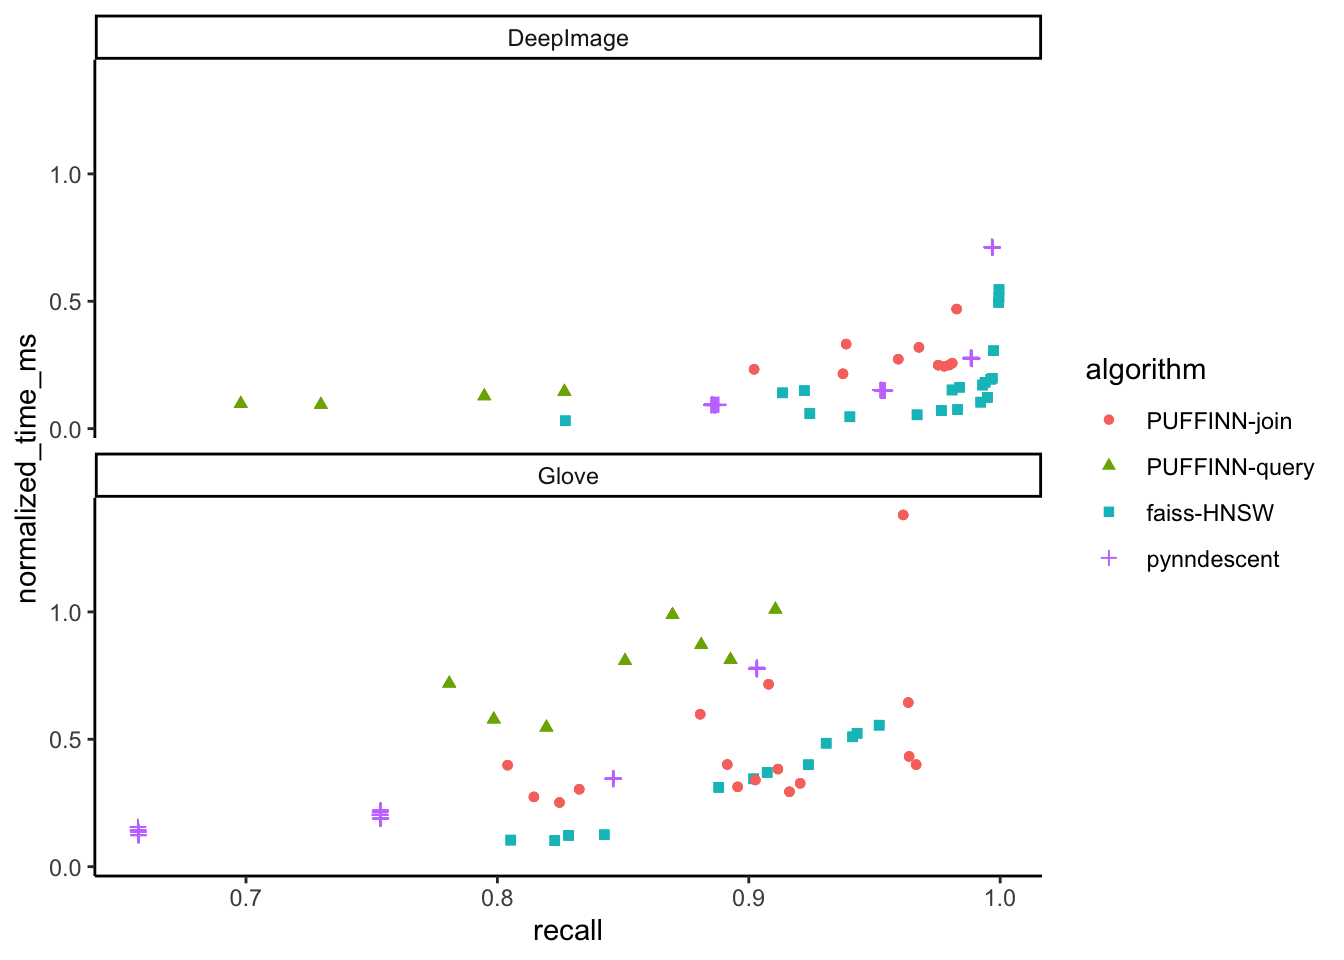 DeepImage
1.0
0.5
0.0
Glove
1.0
0.5
0.0
0.7 0.8 0.9 1.0
recall
normalized_time_ms
algorithm
PUFFINN-join
PUFFINN-query
faiss-HNSW
pynndescent